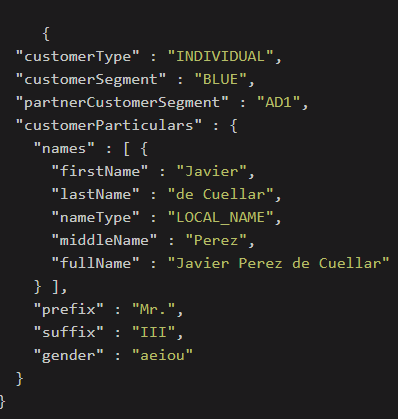 {
"customerType" : "INDIVIDUAL",
"customerSegment" : "BLUE",
"partnerCustomerSegment" : "AD1",
"customerParticulars" : {
"names" : [ {
"firstName" : "Javier",
"lastName" : "de Cuellar",
"nameType" : "LOCAL_NAME",
"middleName" : "Perez",
"fullName" : "Javier Perez de Cuellar"
} ],
"prefix" : "Mr.",
"suffix" : "III",
"gender" : "aeiou"
}
}